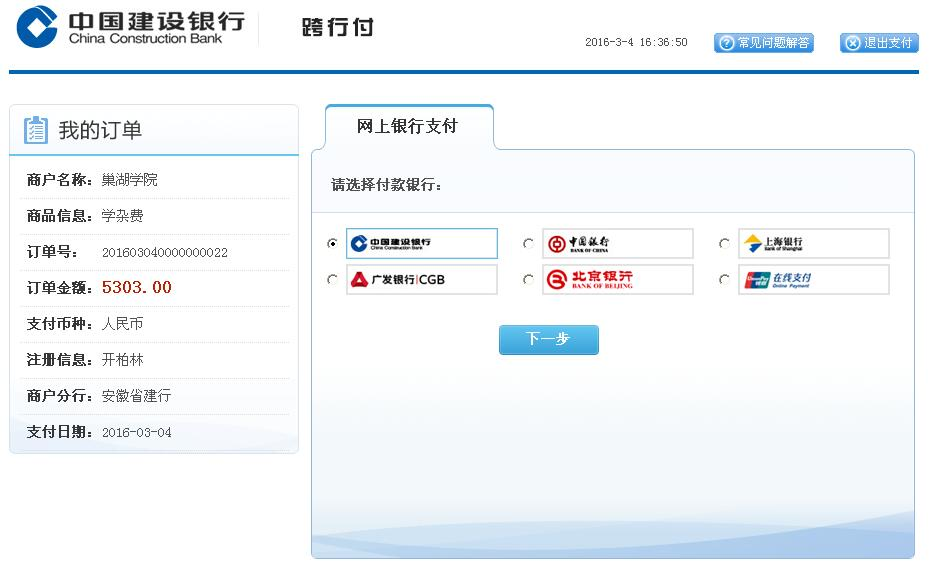 中国建设银行
China Construction Bank
跨行付
2016-3-4 16:36:50
常见问题解答
退出支付
我的订单
商户名称：巢湖学院
商品信息：学杂费
订单号： 201603040000000022
订单金额：5303.00
支付币种：人民币
注册信息：开柏林
商户分行：安徽省建行
支付日期：2016-03-04
网上银行支付
请选择付款银行：
中国建设银行
China Construction Bank
中国银行
BANK OF CHINA
上海银行
Bank of Shanghai
广发银行|CGB
北京银行
BANK OF BEIJING
UnionPay
银联
在线支付
Online Payment
下一步